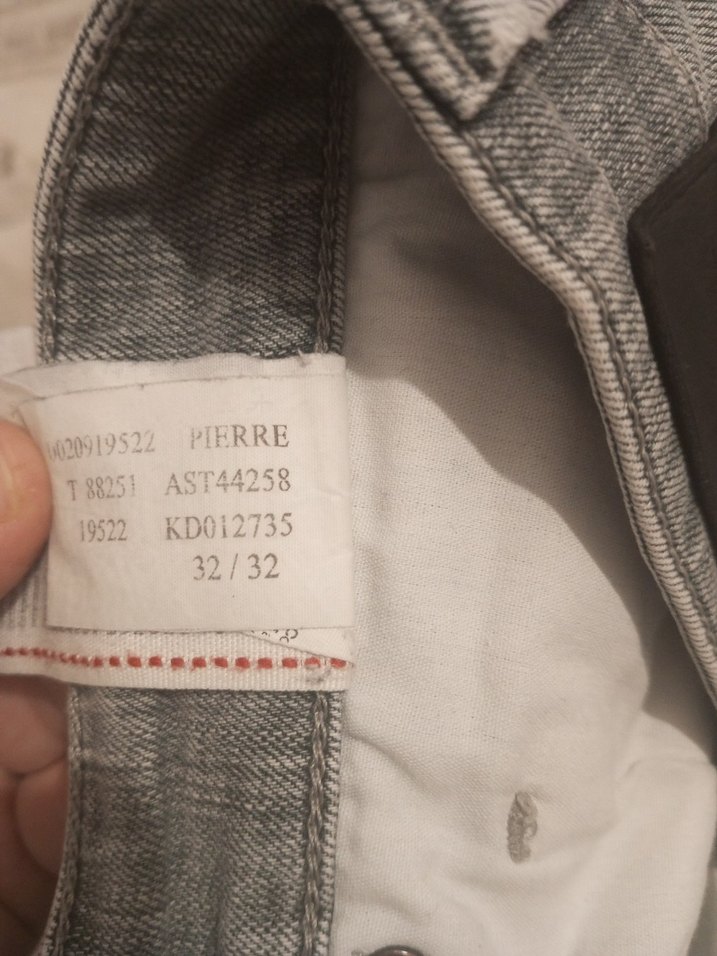 0020919522 PIERRE
T 88251 AST44258
19522 KD012735
32 / 32